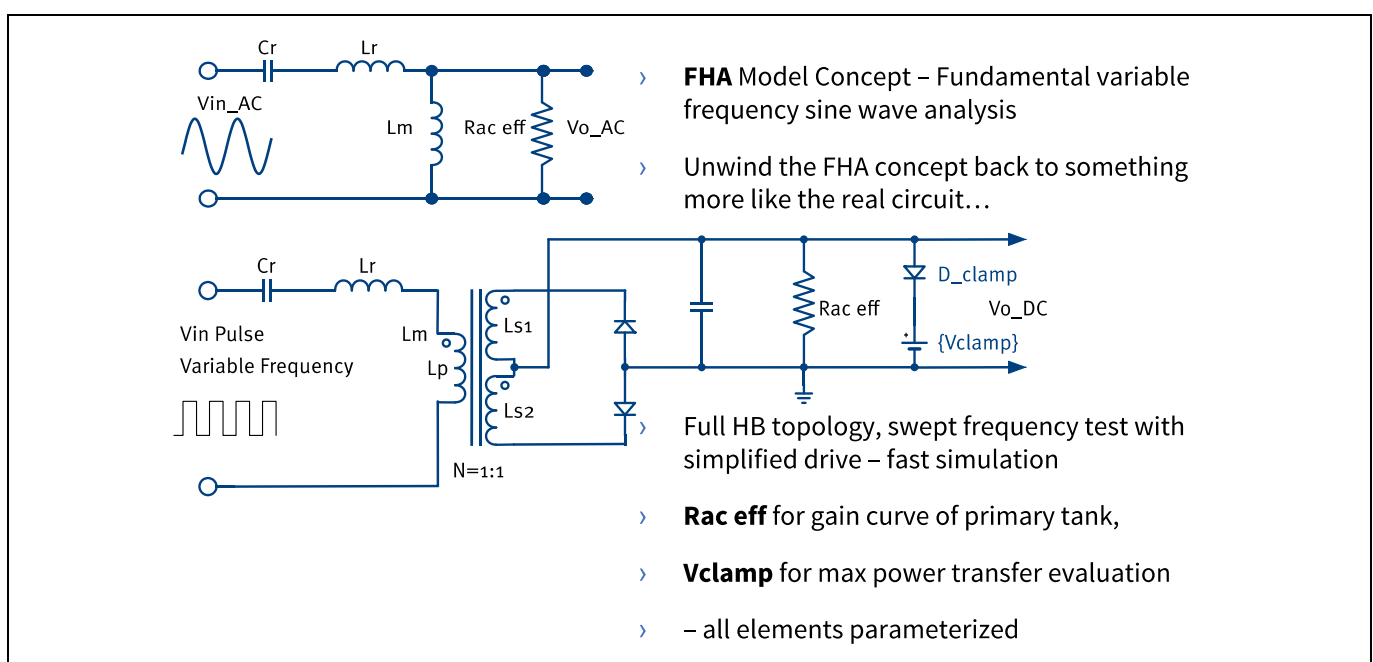 Cr
Lr
Vin_AC
Lm
Rac eff
Vo_AC
› FHA Model Concept – Fundamental variable
frequency sine wave analysis
› Unwind the FHA concept back to something
more like the real circuit…
Cr
Lr
Vin Pulse
Variable Frequency
Lm
Lp
Ls1
Ls2
N=1:1
Rac eff
D_clamp
Vo_DC
+
{Vclamp}
› Full HB topology, swept frequency test with
simplified drive – fast simulation
› Rac eff for gain curve of primary tank,
› Vclamp for max power transfer evaluation
› – all elements parameterized